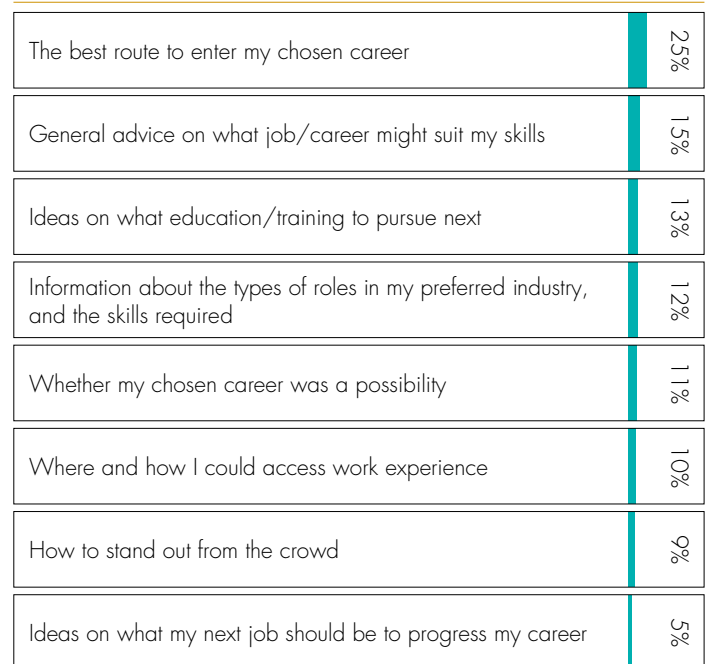 The best route to enter my chosen career
25%
General advice on what job/career might suit my skills
15%
Ideas on what education/training to pursue next
13%
Information about the types of roles in my preferred industry,
and the skills required
12%
Whether my chosen career was a possibility
11%
Where and how I could access work experience
10%
How to stand out from the crowd
9%
Ideas on what my next job should be to progress my career
5%